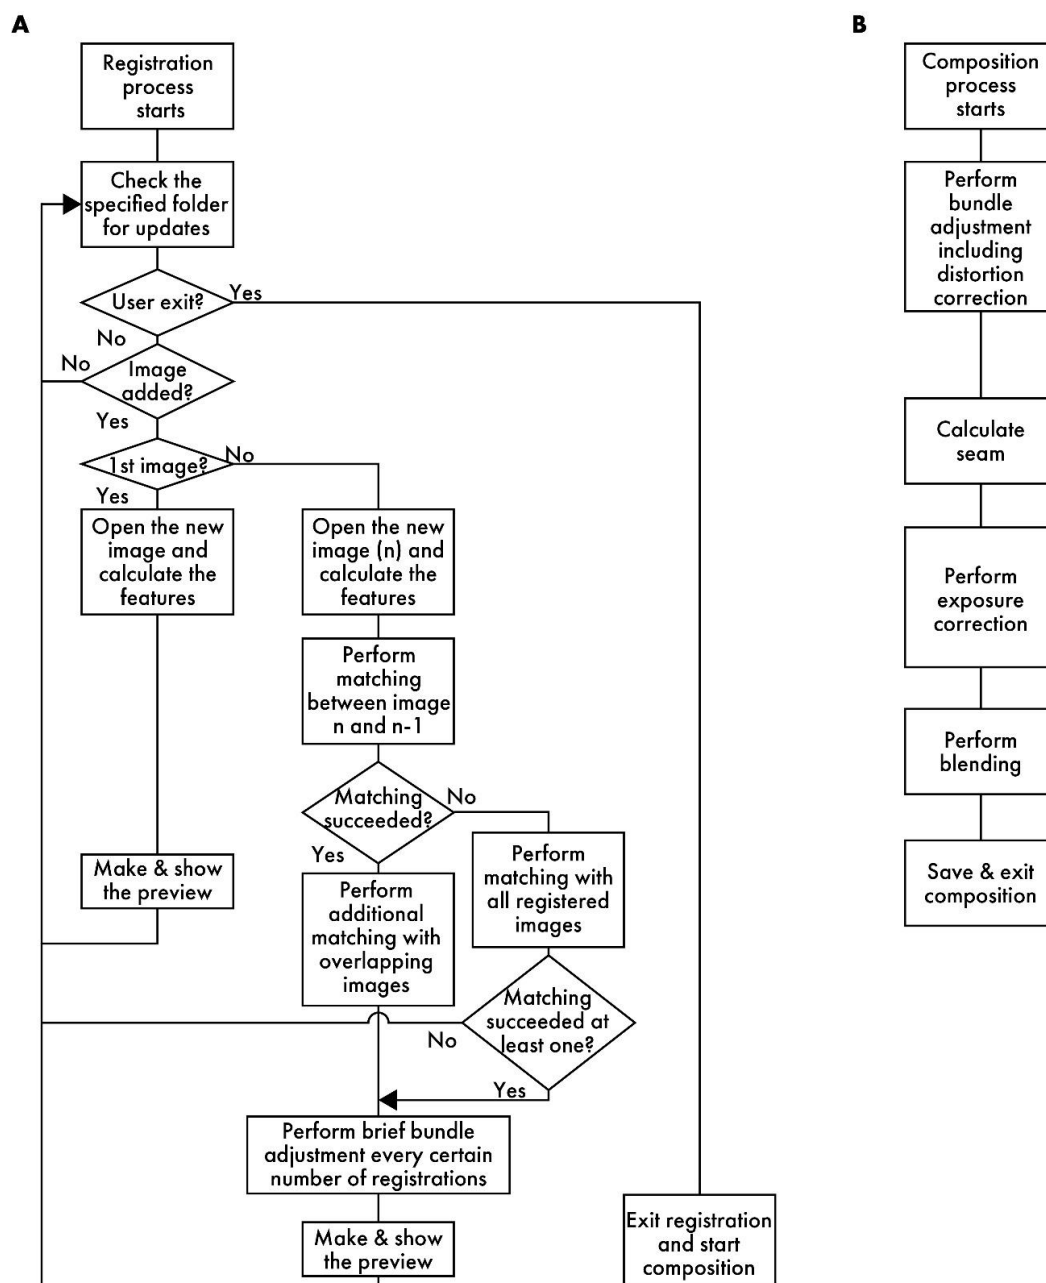 A
Registration
process
starts
Check the
specified folder
for updates
User exit?
Yes
No
No
Image
added?
Yes
1st image?
No
Yes
Open the new
image and
calculate the
features
Open the new
image (n) and
calculate the
features
Perform
matching
between image
n and n-1
Matching
succeeded?
No
Yes
Perform
matching with
all registered
images
Make & show
the preview
Perform
additional
matching with
overlapping
images
Matching
succeeded at
least one?
No
Yes
Perform brief bundle
adjustment every certain
number of registrations
Make & show
the preview
Exit registration
and start
composition
B
Composition
process
starts
Perform
bundle
adjustment
including
distortion
correction
Calculate
seam
Perform
exposure
correction
Perform
blending
Save & exit
composition